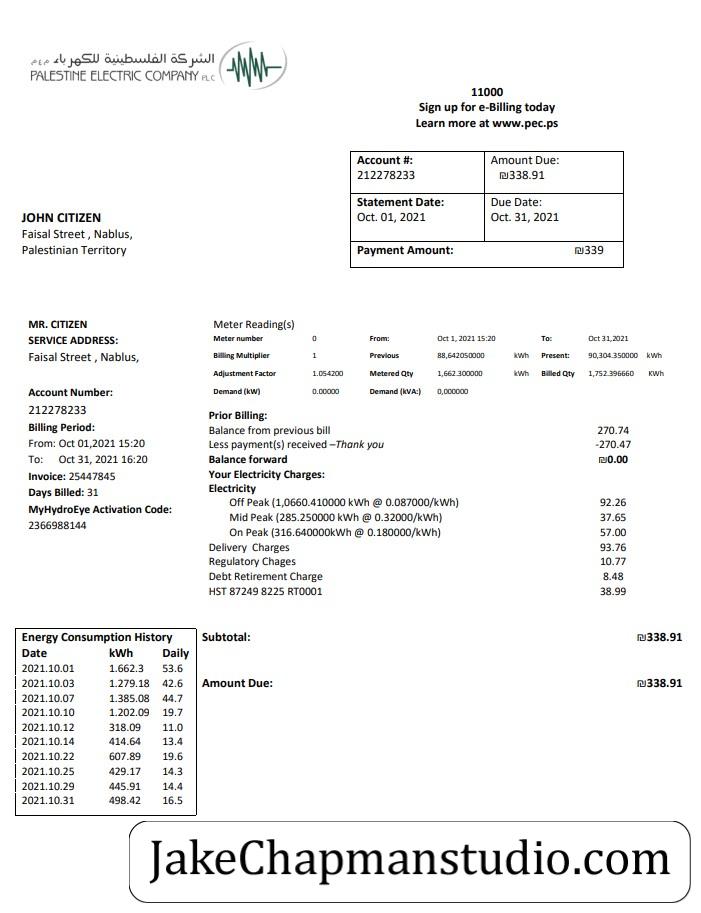 الشركة الفلسطينية للكهرباء م.ع.م
PALESTINE ELECTRIC COMPANY PLC
11000
Sign up for e-Billing today
Learn more at www.pec.ps
Account #: Amount Due:
212278233 ₪338.91
Statement Date: Due Date:
Oct. 01, 2021 Oct. 31, 2021
Payment Amount: ₪339
JOHN CITIZEN
Faisal Street , Nablus,
Palestinian Territory
MR. CITIZEN
SERVICE ADDRESS:
Faisal Street , Nablus,
Account Number:
212278233
Billing Period:
From: Oct 01,2021 15:20
To: Oct 31, 2021 16:20
Invoice: 25447845
Days Billed: 31
MyHydroEye Activation Code:
2366988144
Meter Reading(s)
Meter number 0 From: Oct 1, 2021 15:20 To: Oct 31,2021
Billing Multiplier 1 Previous 88,642050000 kWh Present: 90,304.350000 kWh
Adjustment Factor 1.054200 Metered Qty 1,662.300000 kWh Billed Qty 1,752.396660 KWh
Demand (kW) 0.00000 Demand (kVA:) 0,000000
Prior Billing:
Balance from previous bill 270.74
Less payment(s) received –Thank you -270.47
Balance forward ₪0.00
Your Electricity Charges:
Electricity
Off Peak (1,0660.410000 kWh @ 0.087000/kWh) 92.26
Mid Peak (285.250000 kWh @ 0.32000/kWh) 37.65
On Peak (316.640000kWh @ 0.180000/kWh) 57.00
Delivery Charges 93.76
Regulatory Chages 10.77
Debt Retirement Charge 8.48
HST 87249 8225 RT0001 38.99
Energy Consumption History
Date kWh Daily
2021.10.01 1.662.3 53.6
2021.10.03 1.279.18 42.6
2021.10.07 1.385.08 44.7
2021.10.10 1.202.09 19.7
2021.10.12 318.09 11.0
2021.10.14 414.64 13.4
2021.10.22 607.89 19.6
2021.10.25 429.17 14.3
2021.10.29 445.91 14.4
2021.10.31 498.42 16.5
Subtotal: ₪338.91
Amount Due: ₪338.91
JakeChapmanstudio.com